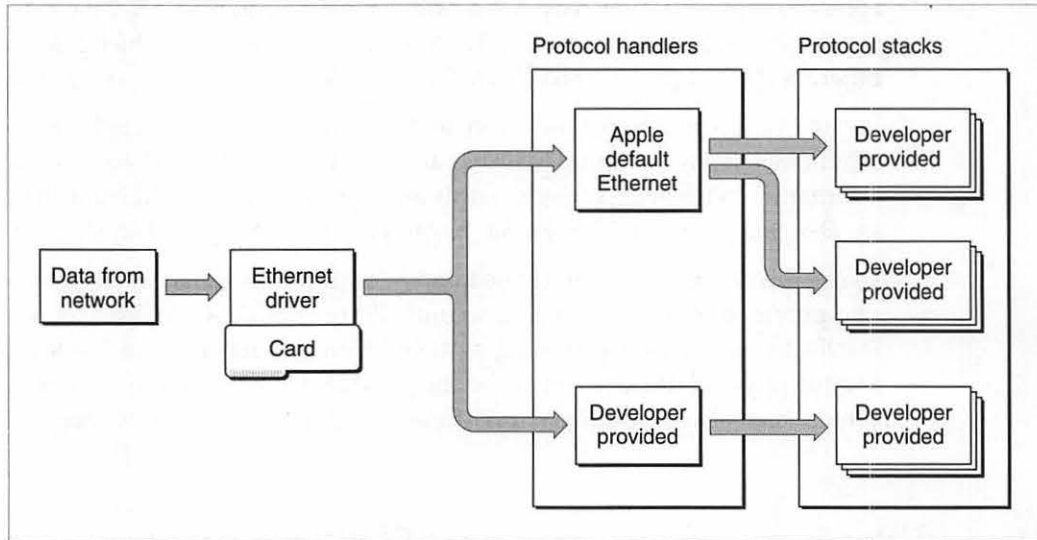 Protocol handlers
Protocol stacks
Apple
default
Ethernet
Developer
provided
Data from
network
Ethernet
driver
Card
Developer
provided
Developer
provided
Developer
provided